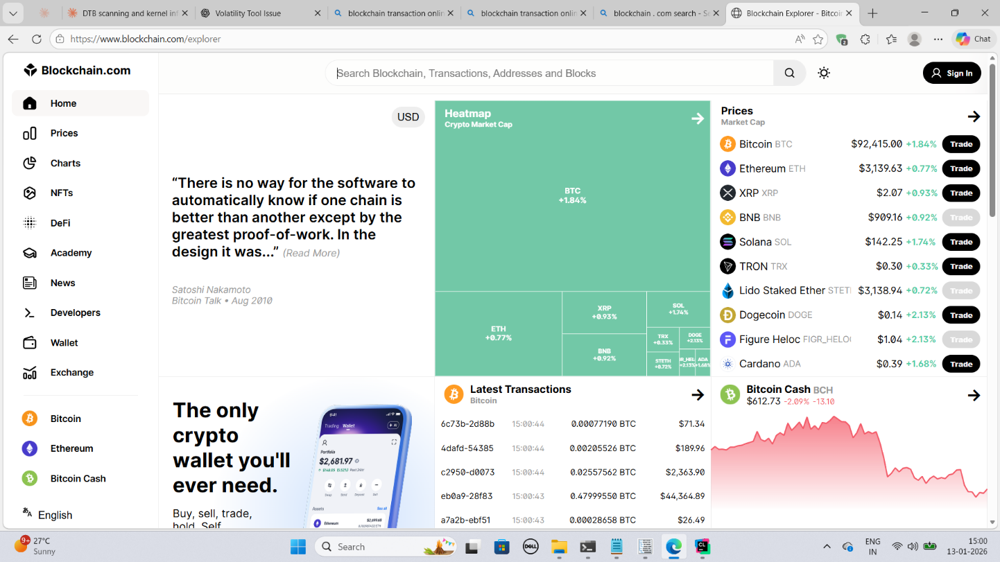 DTB scanning and kernel inf
Volatility Tool Issue
blockchain transaction onlin
blockchain transaction onlin
blockchain . com search - Se
Blockchain Explorer - Bitcoin
https://www.blockchain.com/explorer
2
Chat
Blockchain.com
Search Blockchain, Transactions, Addresses and Blocks
Sign In
Home
Prices
Charts
NFTs
DeFi
Academy
News
Developers
Wallet
Exchange
Bitcoin
Ethereum
Bitcoin Cash
English
USD
“There is no way for the software to
automatically know if one chain is
better than another except by the
greatest proof-of-work. In the
design it was...” (Read More)
Satoshi Nakamoto
Bitcoin Talk • Aug 2010
Heatmap
Crypto Market Cap
BTC
+1.84%
ETH
+0.77%
XRP
+0.93%
BNB
+0.92%
SOL
+1.74%
TRX
+0.33%
DOGE
+2.13%
STETH
+0.72%
+2.13%
ADA
+1.68%
Prices
Market Cap
Bitcoin BTC $92,415.00 +1.84% Trade
Ethereum ETH $3,139.63 +0.77% Trade
XRP XRP $2.07 +0.93% Trade
BNB BNB $909.16 +0.92% Trade
Solana SOL $142.25 +1.74% Trade
TRON TRX $0.30 +0.33% Trade
Lido Staked Ether STETH $3,138.94 +0.72% Trade
Dogecoin DOGE $0.14 +2.13% Trade
Figure Heloc FIGR_HELOC $1.04 +2.13% Trade
Cardano ADA $0.39 +1.68% Trade
The only
crypto
wallet you'll
ever need.
Buy, sell, trade,
hold. Self
9:41
Trading Wallet
Portfolio
$2,681.97
Assets
See all
Ethereum
Latest Transactions
Bitcoin
6c73b-2d88b 15:00:44 0.00077190 BTC $71.34
4dafd-54385 15:00:44 0.00205526 BTC $189.96
c2950-d0073 15:00:44 0.02557562 BTC $2,363.90
eb0a9-28f83 15:00:43 0.47999550 BTC $44,364.89
a7a2b-ebf51 15:00:43 0.00028658 BTC $26.49
Bitcoin Cash BCH
$612.73 -2.09% -13.10
9+
27°C
Sunny
Search
DELL
CL
ENG
IN
15:00
13-01-2026